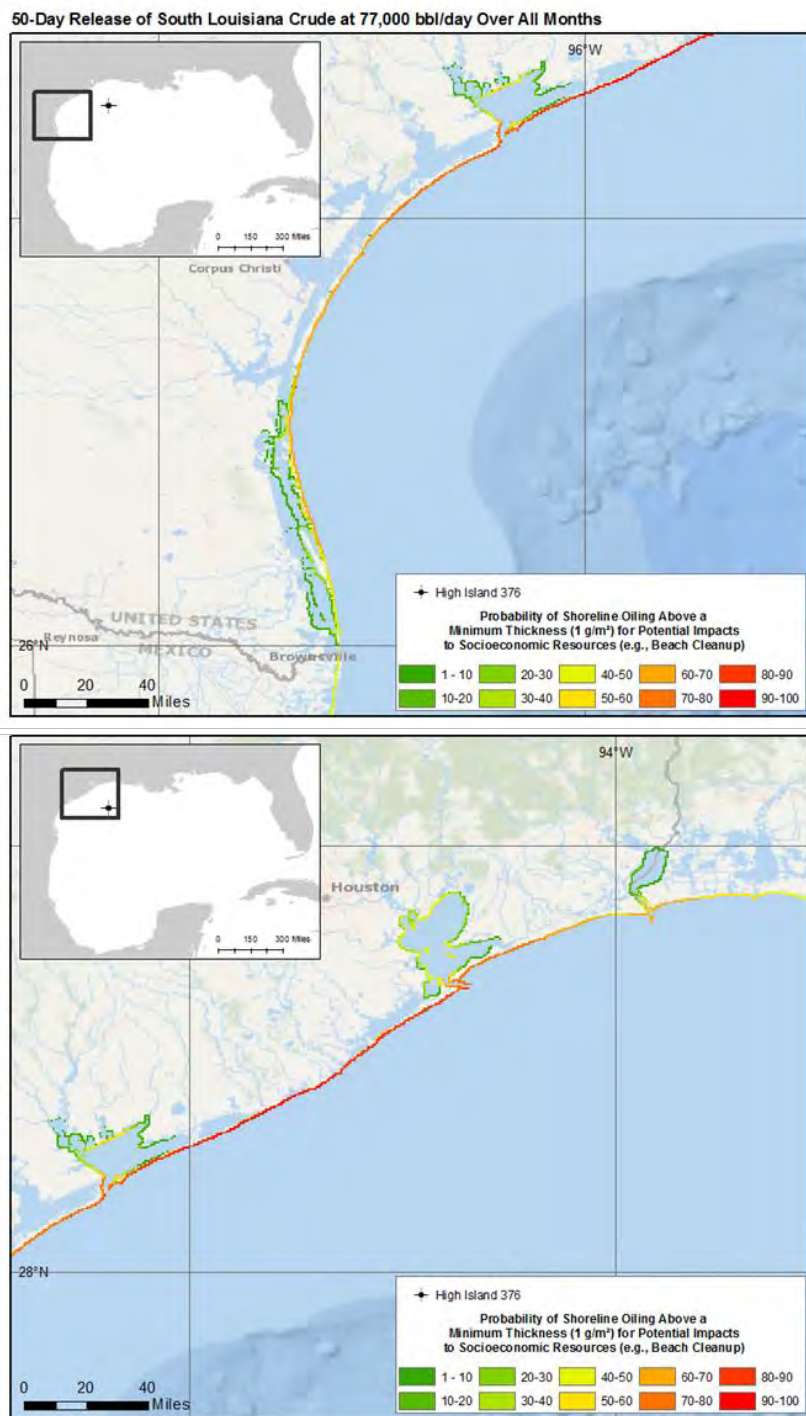 50-Day Release of South Louisiana Crude at 77,000 bbl/day Over All Months
96°W
0 150 300 Miles
Corpus Christi
UNITED STATES
MEXICO
Reynosa
26°N
Brownsville
0 20 40
Miles
High Island 376
Probability of Shoreline Oiling Above a
Minimum Thickness (1 g/m²) for Potential Impacts
to Socioeconomic Resources (e.g., Beach Cleanup)
1 - 10 20-30 40-50 60-70 80-90
10-20 30-40 50-60 70-80 90-100
94°W
0 150 300 Miles
Houston
28°N
0 20 40
Miles
High Island 376
Probability of Shoreline Oiling Above a
Minimum Thickness (1 g/m²) for Potential Impacts
to Socioeconomic Resources (e.g., Beach Cleanup)
1 - 10 20-30 40-50 60-70 80-90
10-20 30-40 50-60 70-80 90-100